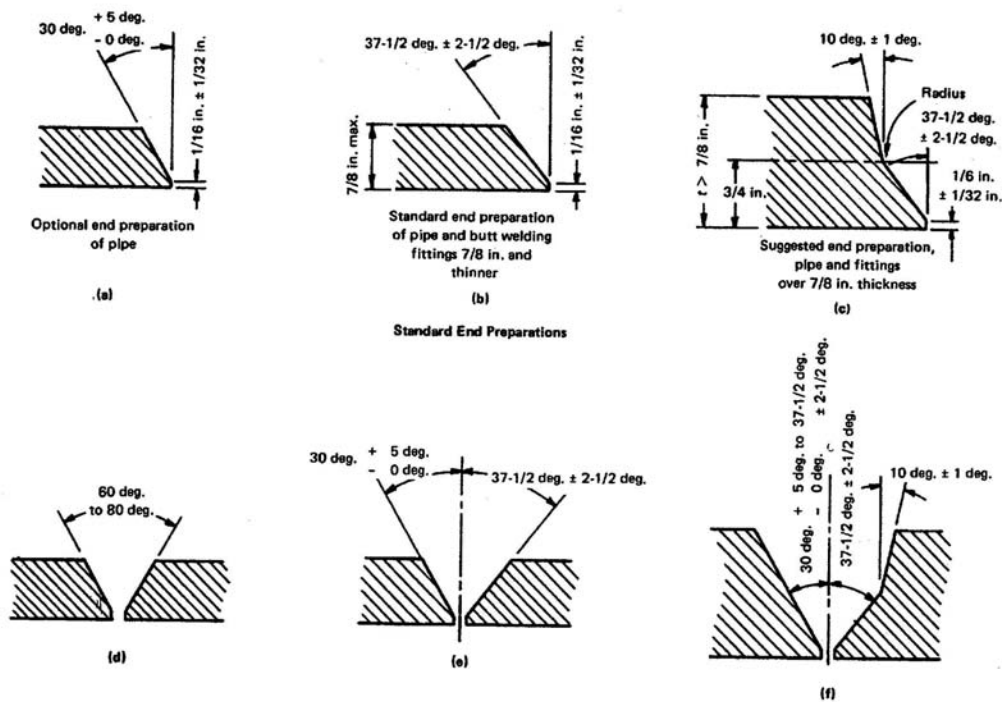 30 deg.
+ 5 deg.
- 0 deg.
1/16 in. ± 1/32 in.
Optional end preparation
of pipe
.(a)
37-1/2 deg. ± 2-1/2 deg.
7/8 in. max.
1/16 in. ± 1/32 in.
Standard end preparation
of pipe and butt welding
fittings 7/8 in. and
thinner
(b)
10 deg. ± 1 deg.
Radius
37-1/2 deg.
± 2-1/2 deg.
t > 7/8 in.
3/4 in.
1/6 in.
± 1/32 in.
Suggested end preparation,
pipe and fittings
over 7/8 in. thickness
(c)
Standard End Preparations
60 deg.
to 80 deg.
(d)
30 deg.
+ 5 deg.
- 0 deg.
37-1/2 deg. ± 2-1/2 deg.
(e)
30 deg. + 5 deg. to 37-1/2 deg.
- 0 deg. ± 2-1/2 deg.
37-1/2 deg. ± 2-1/2 deg.
10 deg. ± 1 deg.
(f)